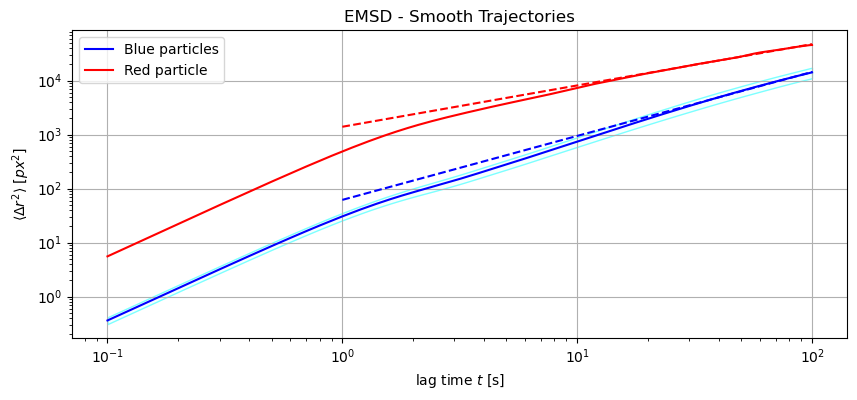 EMSD - Smooth Trajectories
Blue particles
Red particle
⟨Δr²⟩ [px²]
10⁴
10³
10²
10¹
10⁰
10⁻¹ 10⁰ 10¹ 10²
lag time t [s]